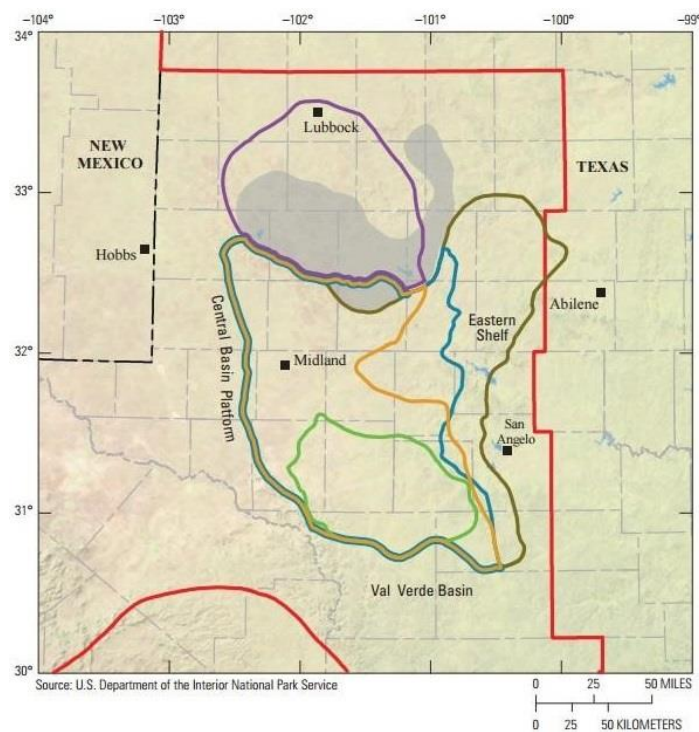 −104° −103° −102° −101° −100° −99°
34°
Lubbock
NEW
MEXICO
TEXAS
33°
Hobbs
Abilene
Eastern
Shelf
Central Basin Platform
32°
Midland
San
Angelo
31°
Val Verde Basin
30°
Source: U.S. Department of the Interior National Park Service
0 25 50 MILES
0 25 50 KILOMETERS